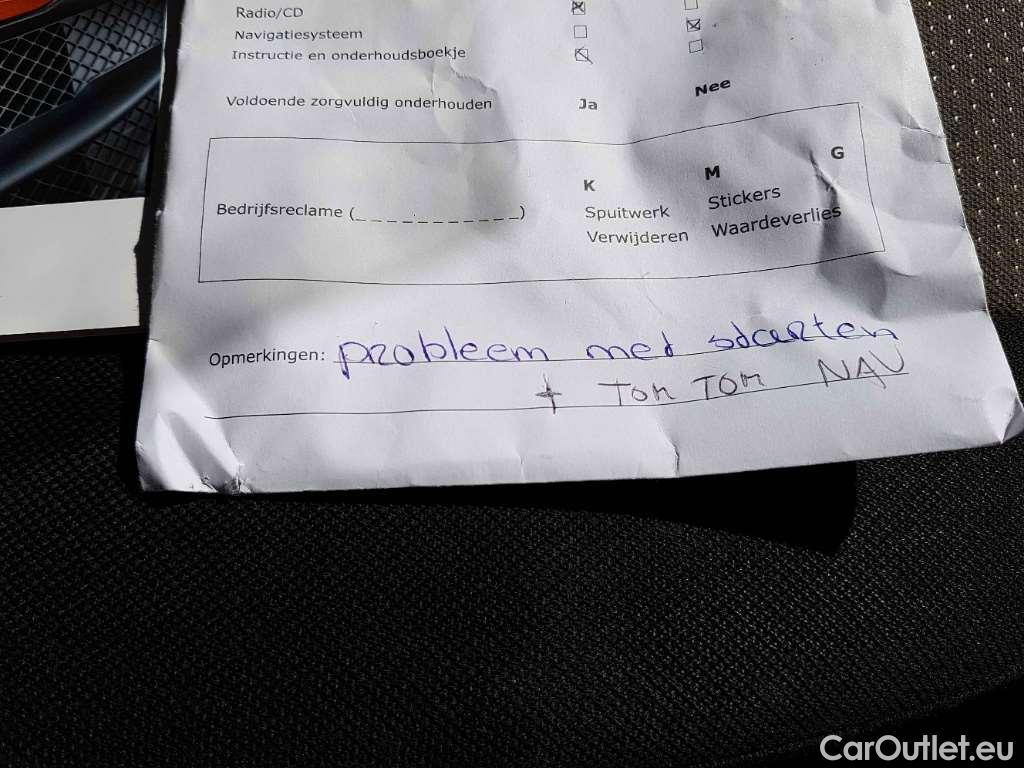 Radio/CD
Navigatiesysteem
Instructie en onderhoudsboekje
Voldoende zorgvuldig onderhouden Ja Nee
K M G
Bedrijfsreclame (_ _ _ _ _ _ _ _ _ _ _) Spuitwerk Stickers
Verwijderen Waardeverlies
Opmerkingen: probleem met starten
+ TOM TOM NAV
CarOutlet.eu